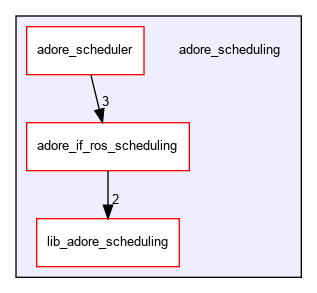 adore_scheduler
adore_scheduling
3
adore_if_ros_scheduling
2
lib_adore_scheduling